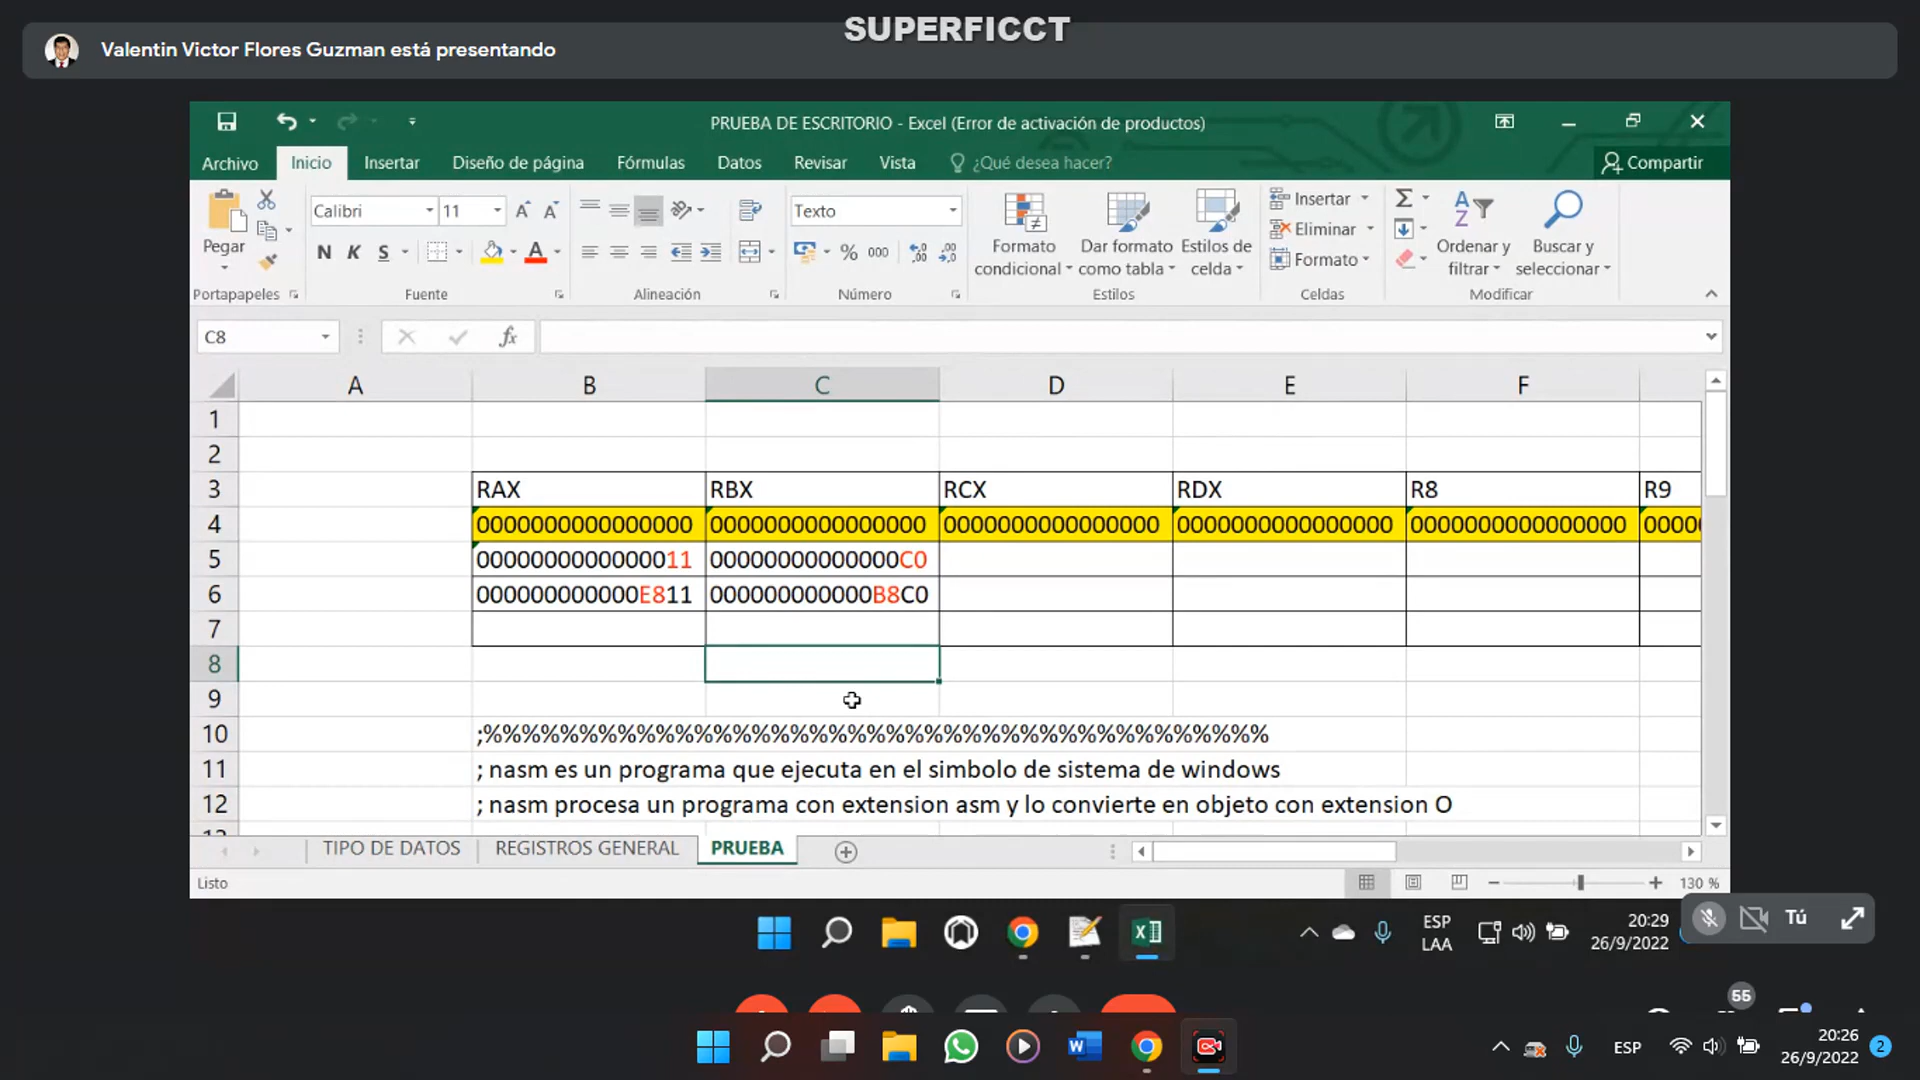 SUPERFICCT
Valentin Victor Flores Guzman está presentando
PRUEBA DE ESCRITORIO - Excel (Error de activación de productos)
Archivo Inicio Insertar Diseño de página Fórmulas Datos Revisar Vista ¿Qué desea hacer? Compartir
Pegar
Calibri 11
N K S
Texto
% 000
Formato condicional
Dar formato como tabla
Estilos de celda
Insertar
Eliminar
Formato
Ordenar y filtrar
Buscar y seleccionar
Portapapeles Fuente Alineación Número Estilos Celdas Modificar
C8 fx
A B C D E F
1
2
3 RAX RBX RCX RDX R8 R9
4 0000000000000000 0000000000000000 0000000000000000 0000000000000000 0000000000000000 0000
5 0000000000000011 00000000000000C0
6 000000000000E811 000000000000B8C0
7
8
9
10 ;%%%%%%%%%%%%%%%%%%%%%%%%%%%%%%%%%%%%%%%%%
11 ; nasm es un programa que ejecuta en el simbolo de sistema de windows
12 ; nasm procesa un programa con extension asm y lo convierte en objeto con extension O
TIPO DE DATOS REGISTROS GENERAL PRUEBA
Listo 130 %
ESP
LAA
20:29
26/9/2022
Tú
55
ESP
20:26
26/9/2022
2